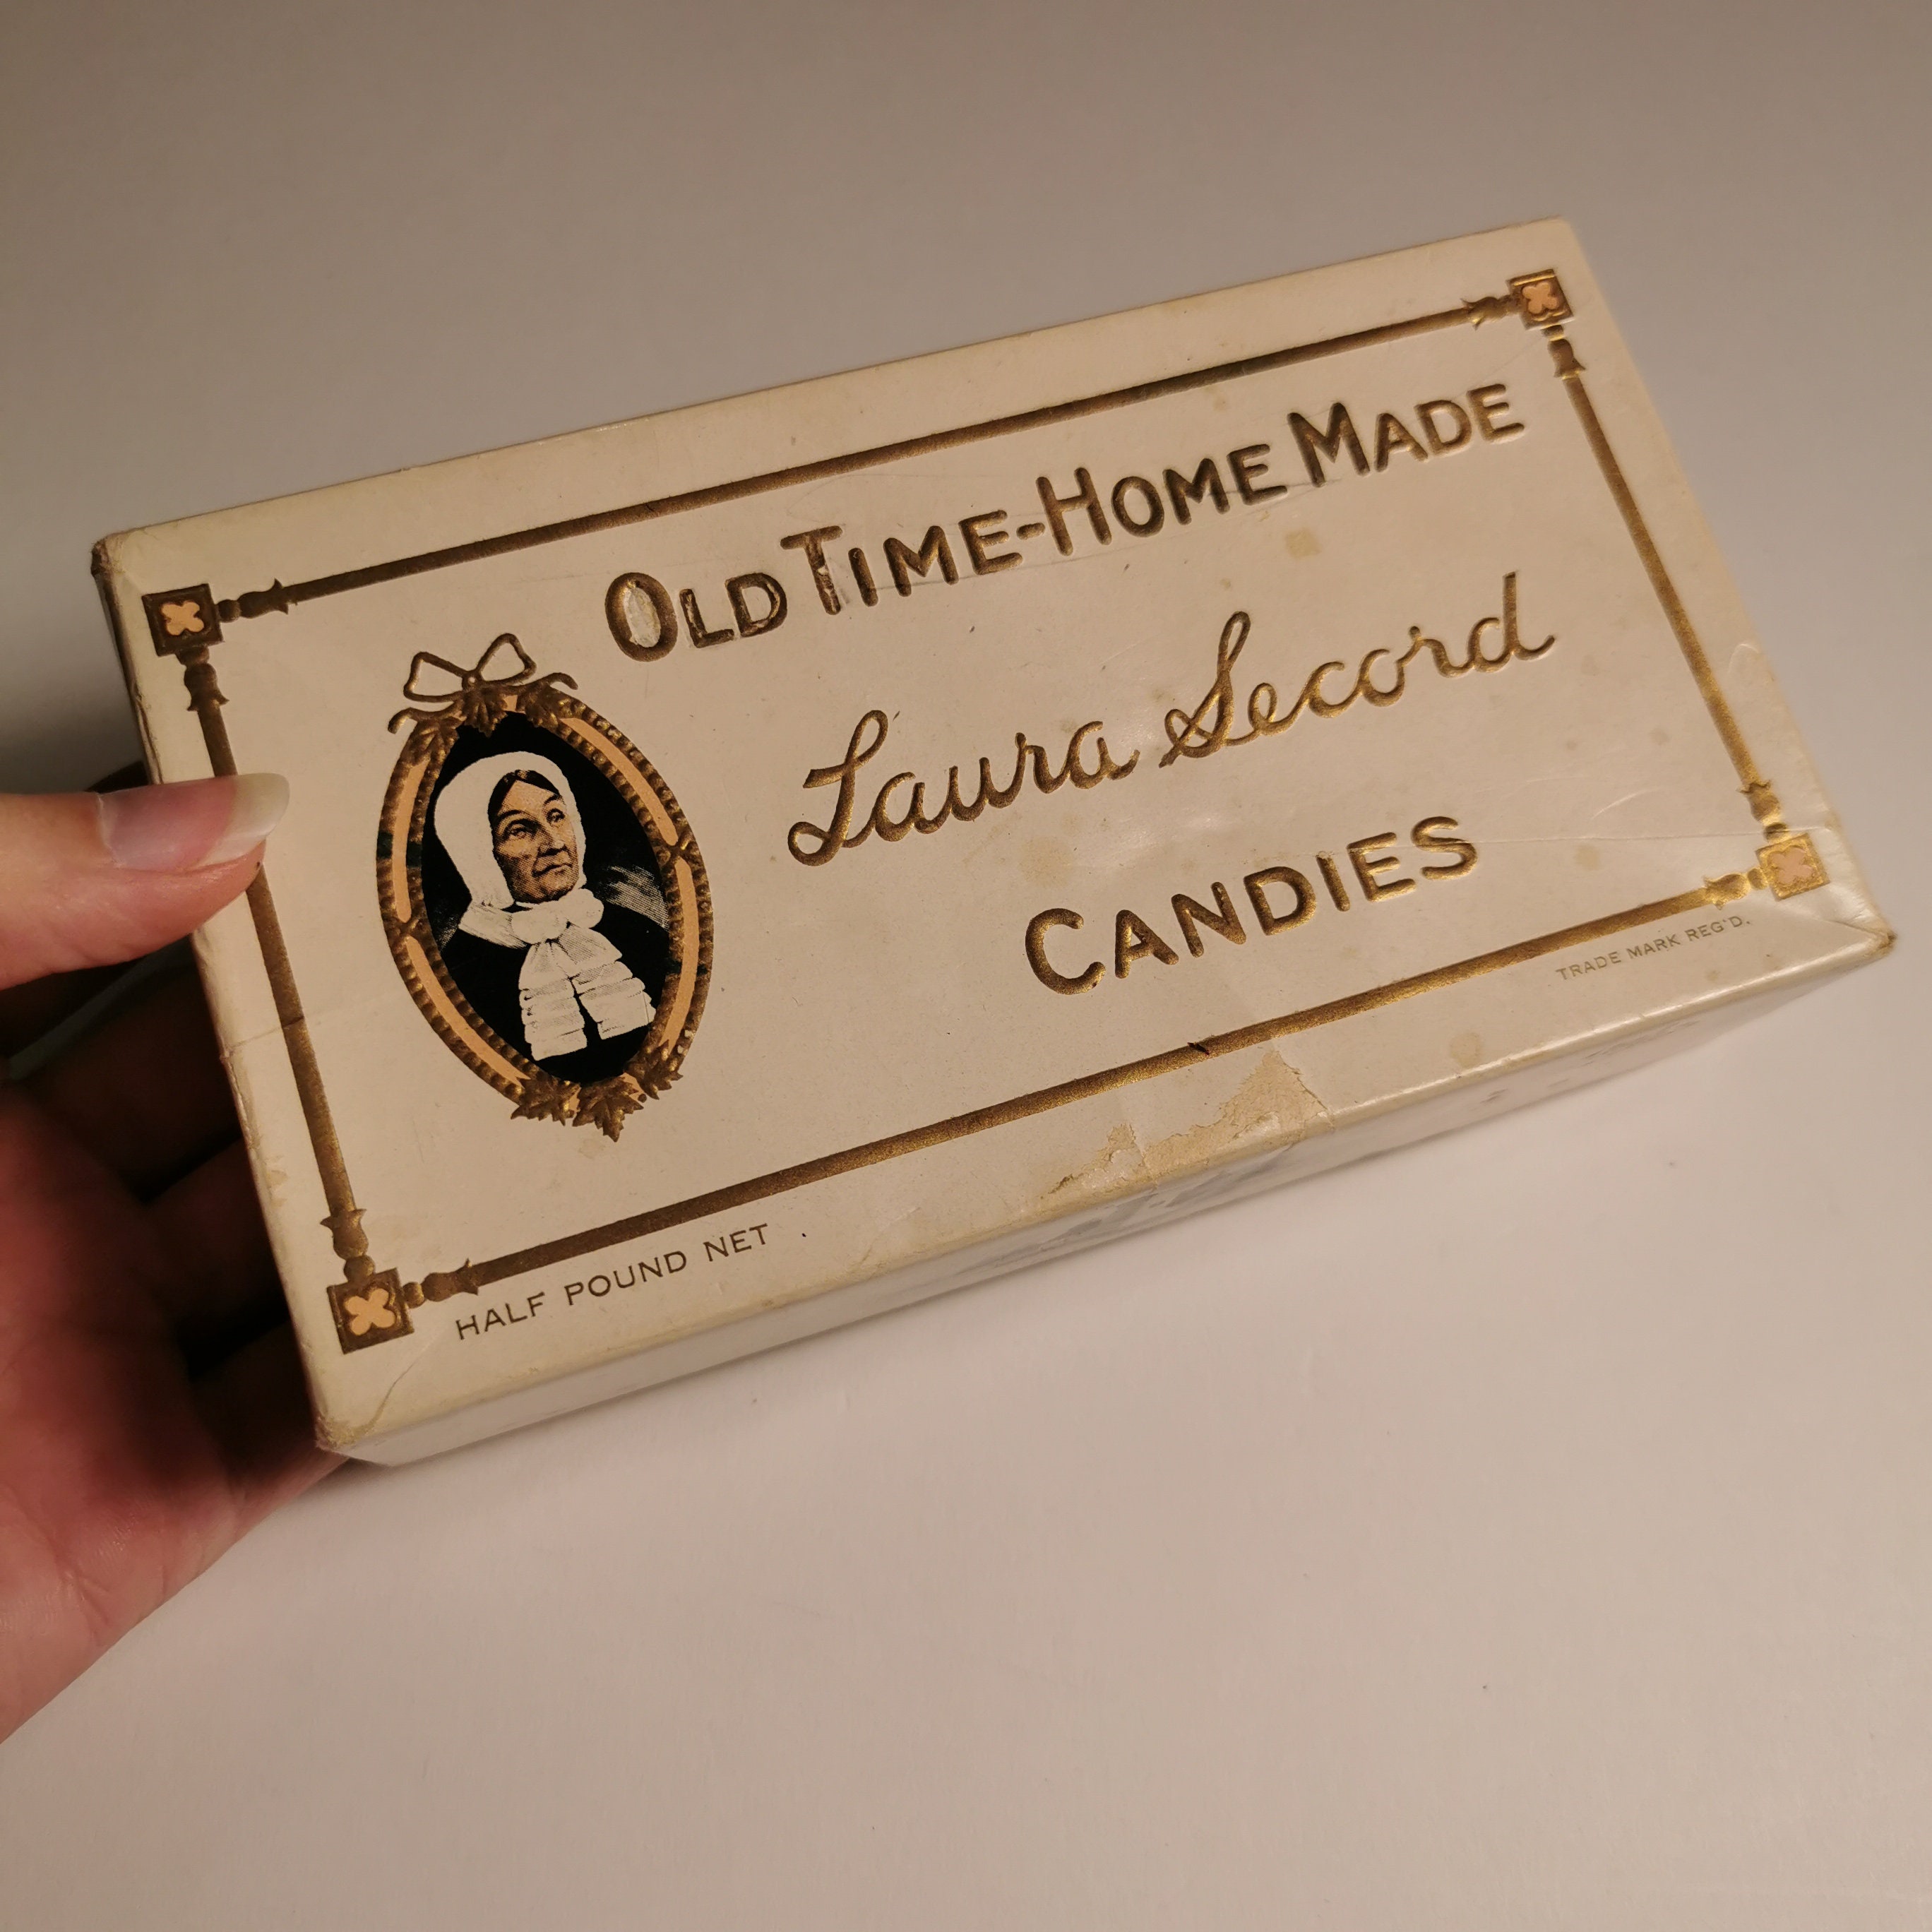 OLD TIME-HOME MADE
Laura Secord
CANDIES
TRADE MARK REG'D.
HALF POUND NET